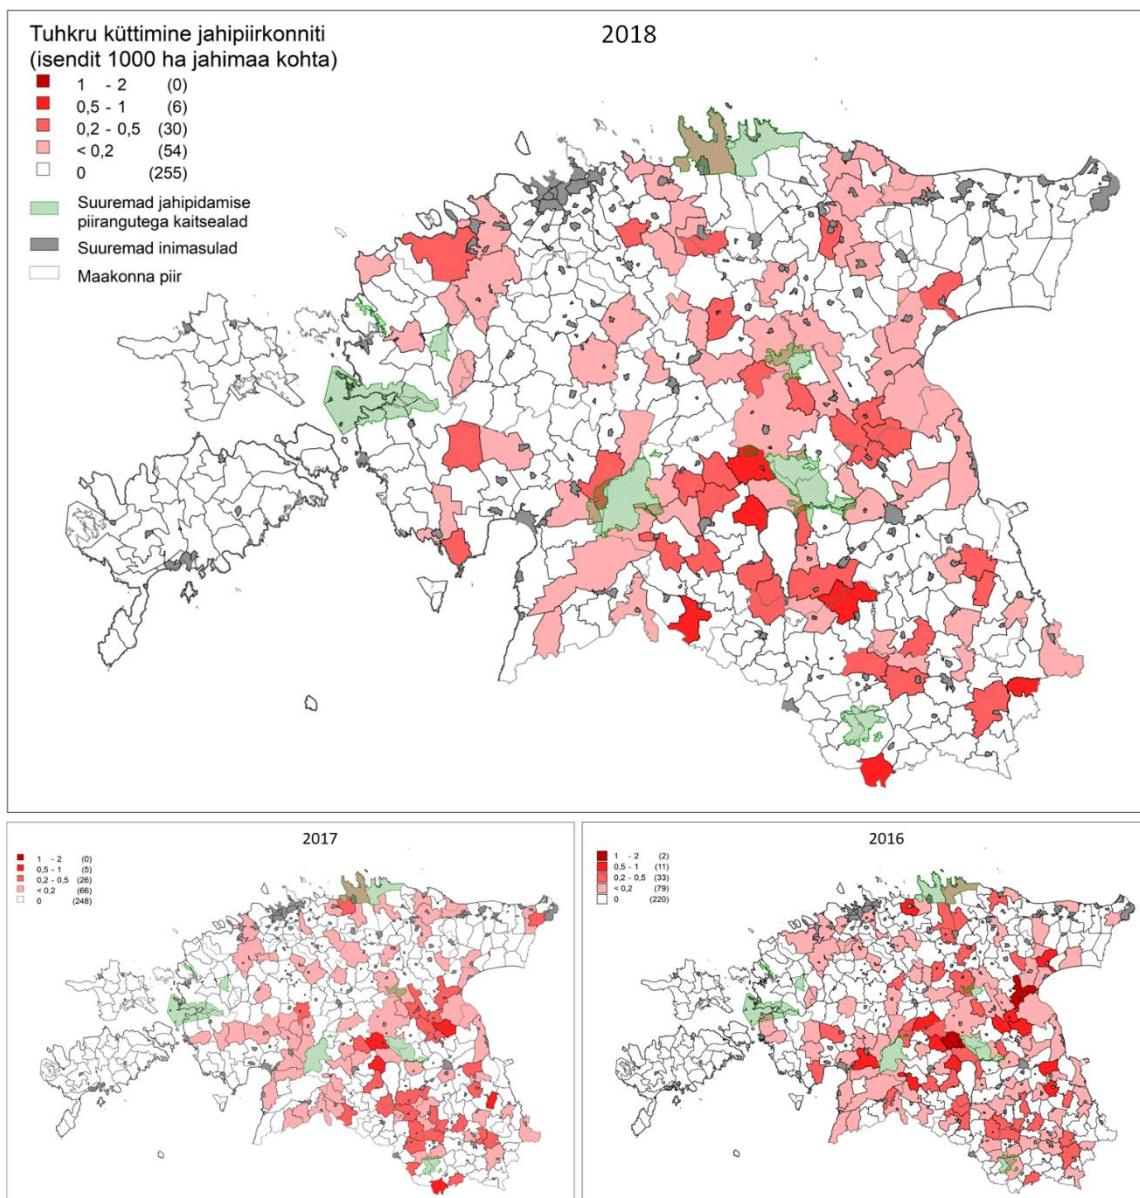 Tuhkru küttimine jahipiirkonniti
(isendit 1000 ha jahimaa kohta)
1 - 2 (0)
0,5 - 1 (6)
0,2 - 0,5 (30)
< 0,2 (54)
0 (255)
Suuremad jahipidamise
piirangutega kaitsealad
Suuremad inimasulad
Maakonna piir
2018
2017
1 - 2 (0)
0,5 - 1 (5)
0,2 - 0,5 (26)
< 0,2 (66)
0 (248)
2016
1 - 2 (2)
0,5 - 1 (11)
0,2 - 0,5 (33)
< 0,2 (79)
0 (220)